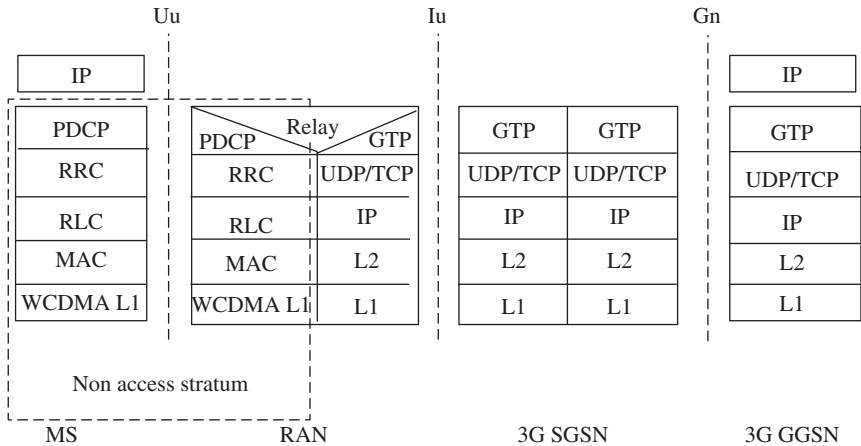 Uu Iu Gn
IP IP
PDCP PDCP Relay GTP GTP GTP GTP
RRC RRC UDP/TCP UDP/TCP UDP/TCP UDP/TCP
RLC RLC IP IP IP IP
MAC MAC L2 L2 L2 L2
WCDMA L1 WCDMA L1 L1 L1 L1 L1
Non access stratum
MS RAN 3G SGSN 3G GGSN